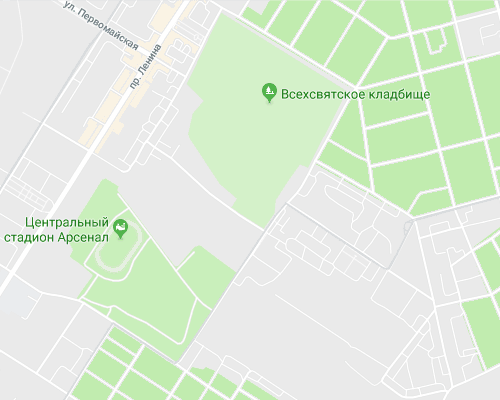 ул. Первомайская
пр. Ленина
Всехсвятское кладбище
Центральный
стадион Арсенал